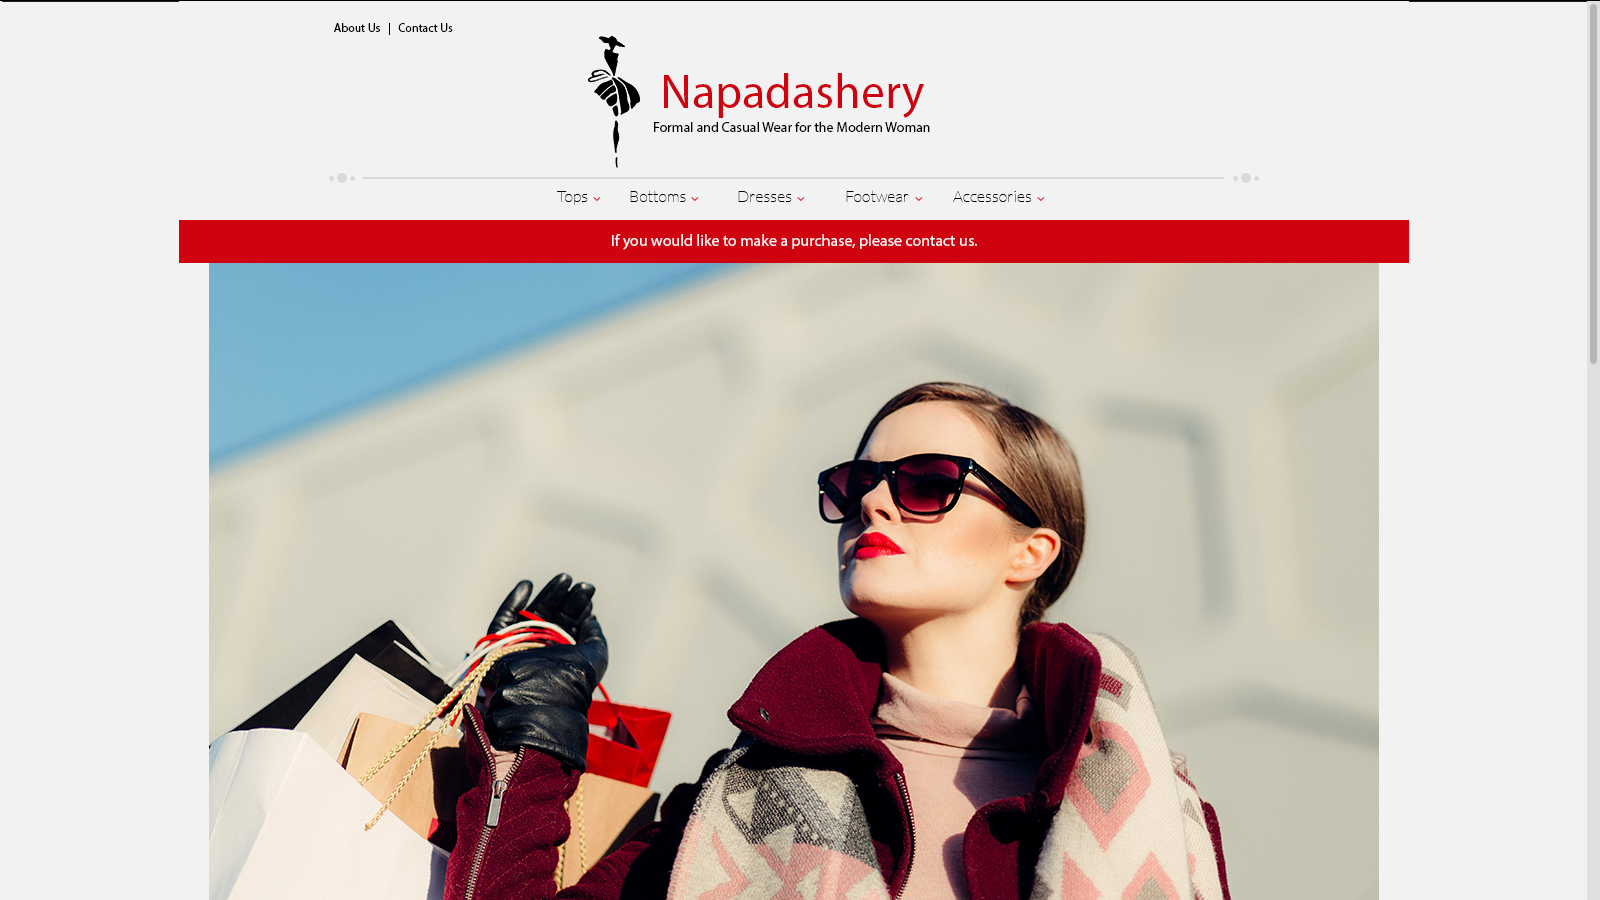 About Us | Contact Us
Napadashery
Formal and Casual Wear for the Modern Woman
Tops Bottoms Dresses Footwear Accessories
If you would like to make a purchase, please contact us.